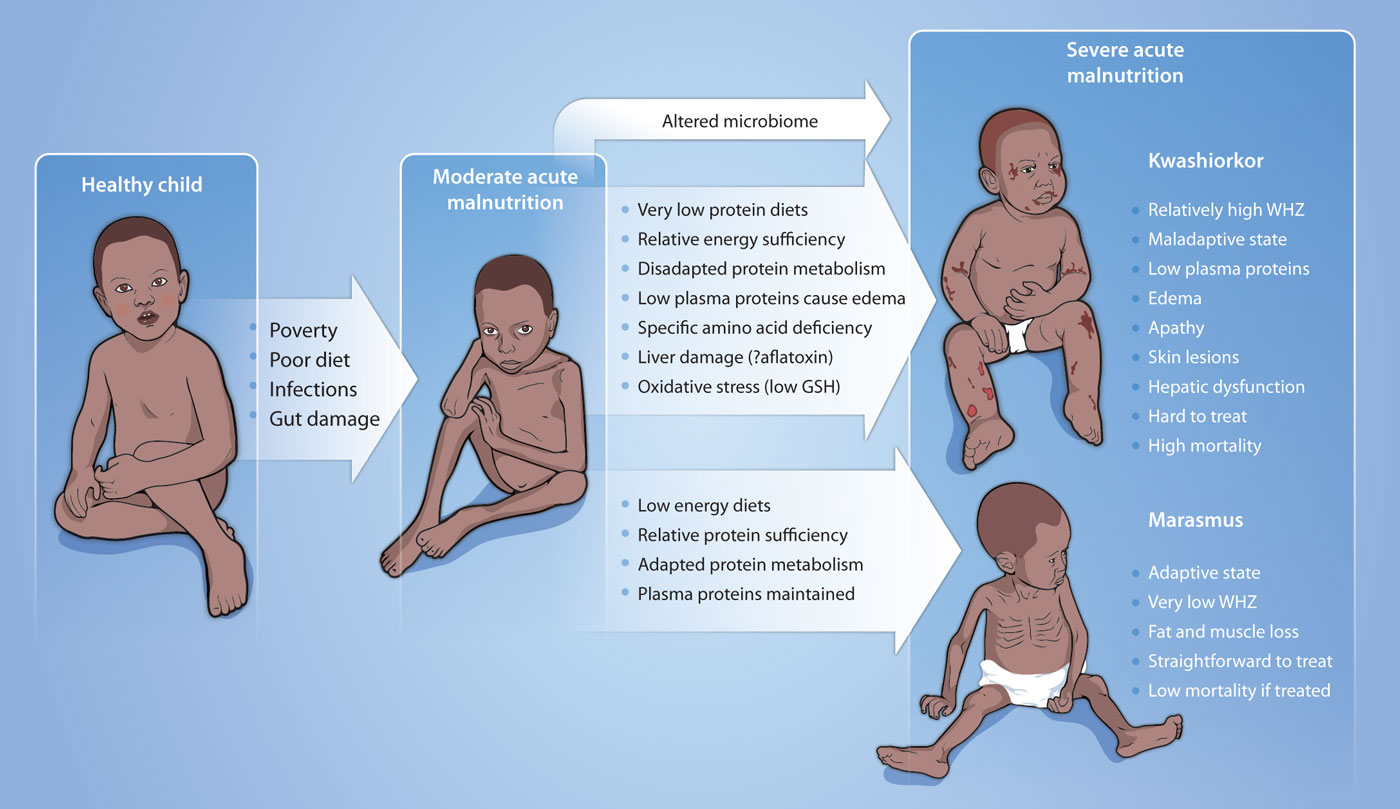 Healthy child
Poverty
Poor diet
Infections
Gut damage
Moderate acute
malnutrition
Altered microbiome
Very low protein diets
Relative energy sufficiency
Disadapted protein metabolism
Low plasma proteins cause edema
Specific amino acid deficiency
Liver damage (?aflatoxin)
Oxidative stress (low GSH)
Low energy diets
Relative protein sufficiency
Adapted protein metabolism
Plasma proteins maintained
Severe acute
malnutrition
Kwashiorkor
Relatively high WHZ
Maladaptive state
Low plasma proteins
Edema
Apathy
Skin lesions
Hepatic dysfunction
Hard to treat
High mortality
Marasmus
Adaptive state
Very low WHZ
Fat and muscle loss
Straightforward to treat
Low mortality if treated